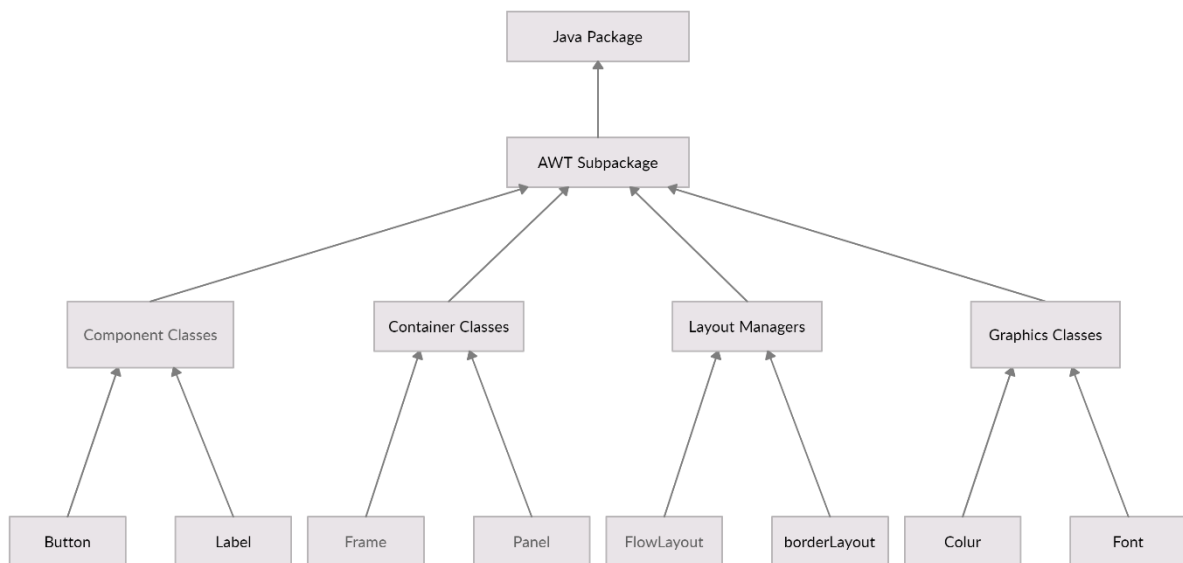 Java Package
AWT Subpackage
Component Classes
Container Classes
Layout Managers
Graphics Classes
Button
Label
Frame
Panel
FlowLayout
borderLayout
Colur
Font